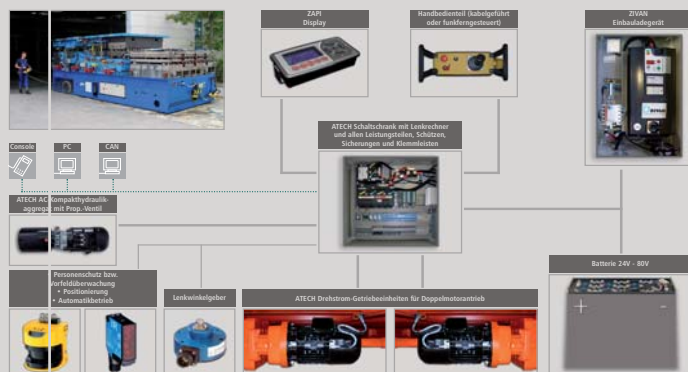 ZAPI
Display
Handbedienteil (kabelgeführt
oder funkferngesteuert)
ZIVAN
Einbauladegerät
ATECH Schaltschrank mit Lenkrechner
und allen Leistungsteilen, Schützen,
Sicherungen und Klemmleisten
Console
PC
CAN
ATECH AC-Kompakthydraulik-
aggregat mit Prop.-Ventil
Personenschutz bzw.
Vorfeldüberwachung
• Positionierung
• Automatikbetrieb
Lenkwinkelgeber
ATECH Drehstrom-Getriebeeinheiten für Doppelmotorantrieb
Batterie 24V - 80V
+ -